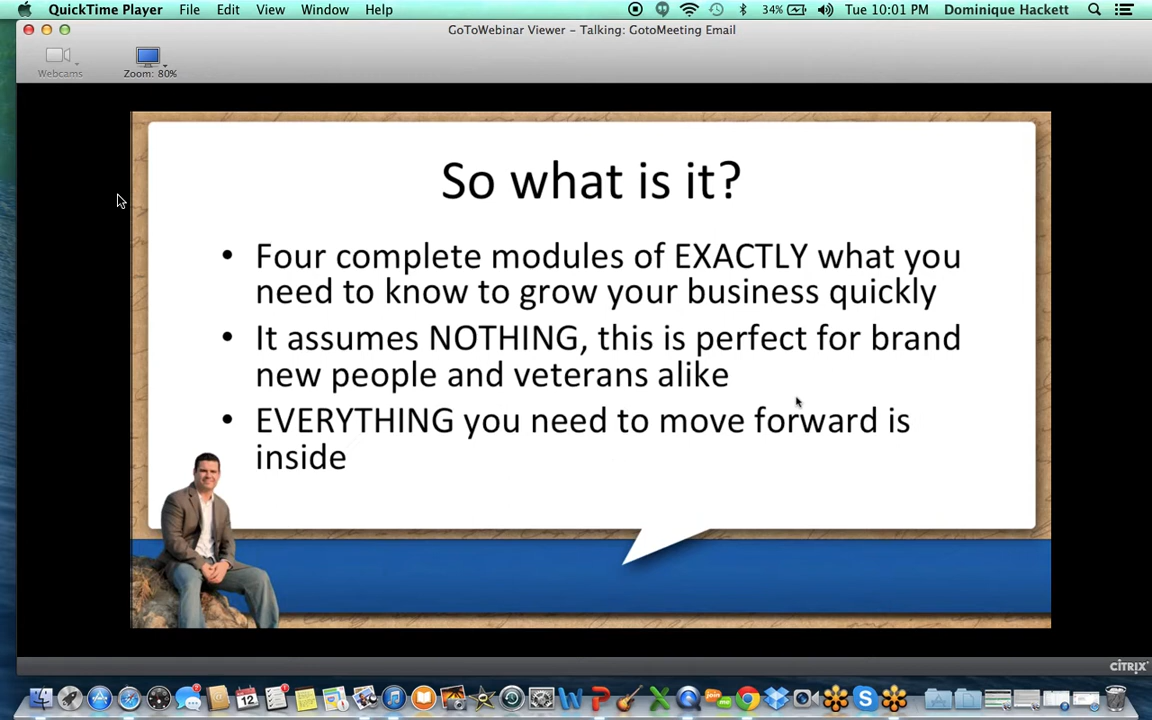 QuickTime Player File Edit View Window Help 34% Tue 10:01 PM Dominique Hackett
GoToWebinar Viewer – Talking: GotoMeeting Email
Webcams Zoom: 80%
So what is it?
• Four complete modules of EXACTLY what you
need to know to grow your business quickly
• It assumes NOTHING, this is perfect for brand
new people and veterans alike
• EVERYTHING you need to move forward is
inside
CITRIX
12